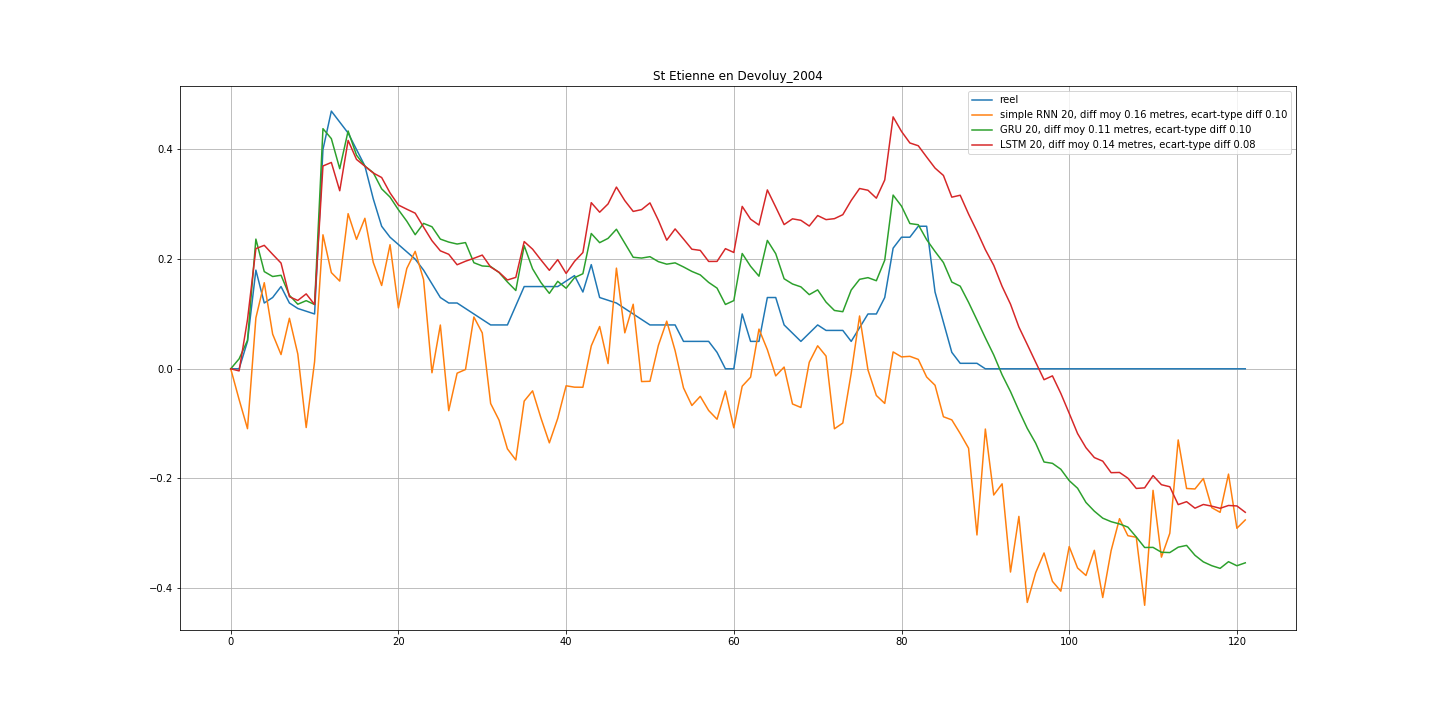 St Etienne en Devoluy_2004
reel
simple RNN 20, diff moy 0.16 metres, ecart-type diff 0.10
GRU 20, diff moy 0.11 metres, ecart-type diff 0.10
LSTM 20, diff moy 0.14 metres, ecart-type diff 0.08
0.4
0.2
0.0
−0.2
−0.4
0 20 40 60 80 100 120